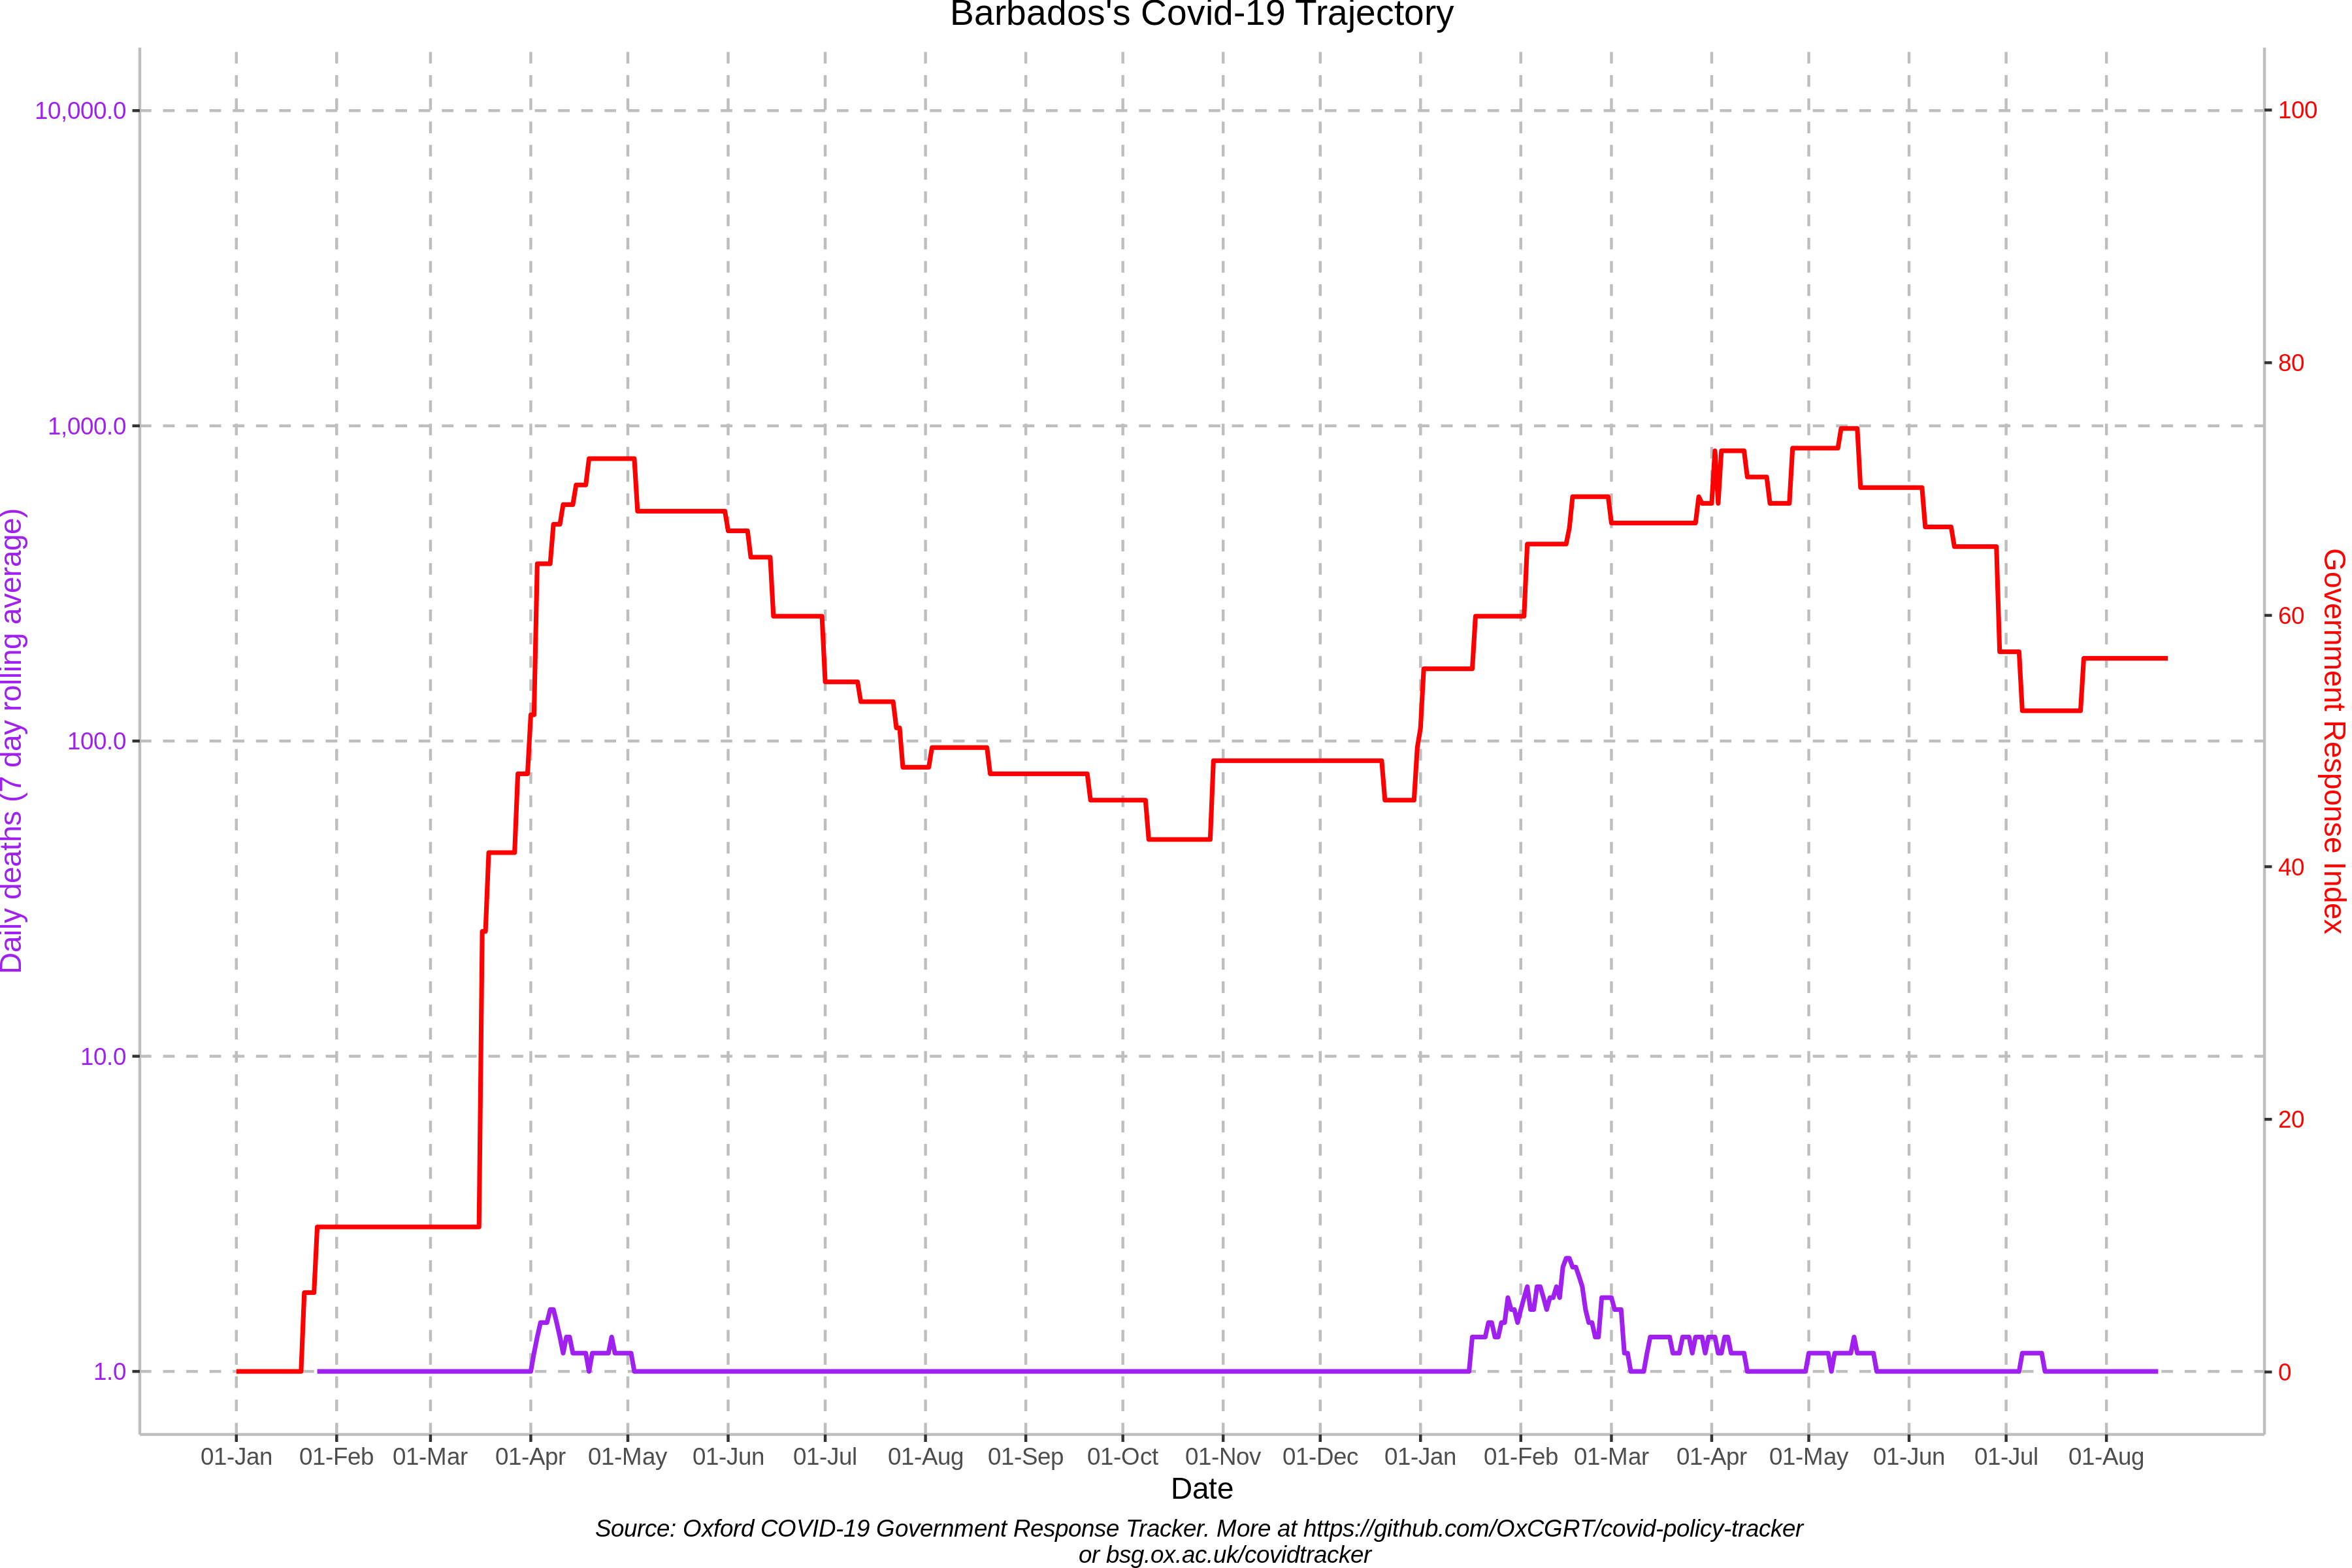 Barbados's Covid-19 Trajectory
10,000.0
1,000.0
100.0
10.0
1.0
Daily deaths (7 day rolling average)
100
80
60
40
20
0
Government Response Index
01-Jan 01-Feb 01-Mar 01-Apr 01-May 01-Jun 01-Jul 01-Aug 01-Sep 01-Oct 01-Nov 01-Dec 01-Jan 01-Feb 01-Mar 01-Apr 01-May 01-Jun 01-Jul 01-Aug
Date
Source: Oxford COVID-19 Government Response Tracker. More at https://github.com/OxCGRT/covid-policy-tracker
or bsg.ox.ac.uk/covidtracker